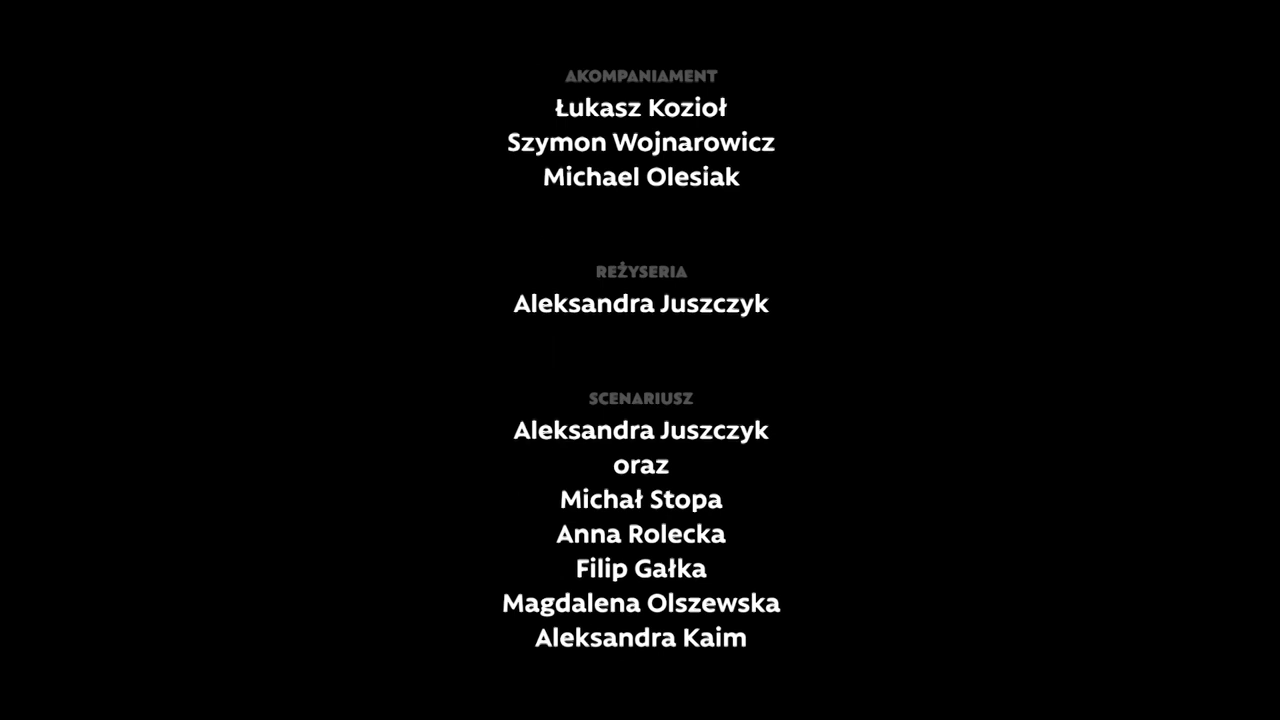 AKOMPANIAMENT
Łukasz Kozioł
Szymon Wojnarowicz
Michael Olesiak
REŻYSERIA
Aleksandra Juszczyk
SCENARIUSZ
Aleksandra Juszczyk
oraz
Michał Stopa
Anna Rolecka
Filip Gałka
Magdalena Olszewska
Aleksandra Kaim